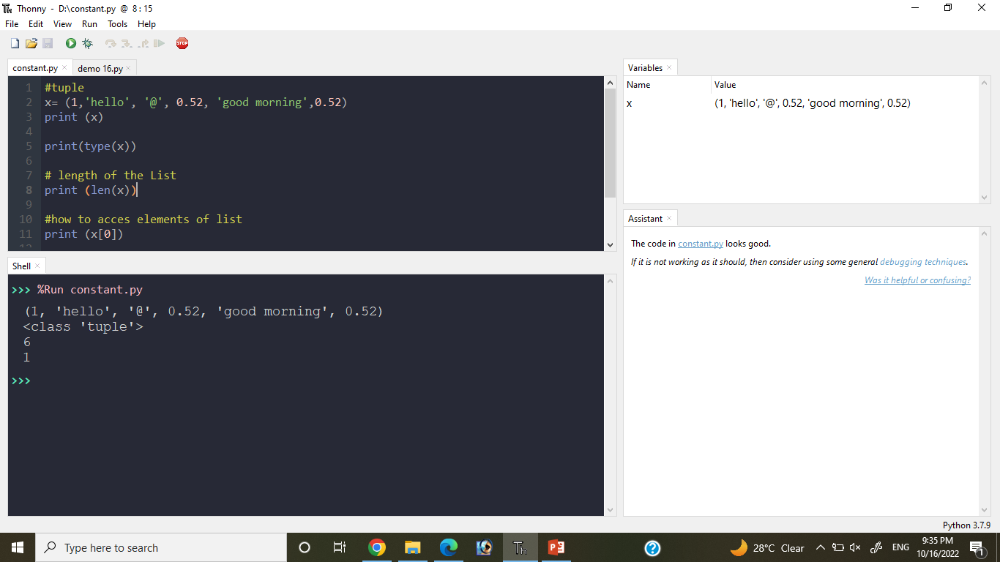 Thonny - D:\constant.py @ 8 : 15
File Edit View Run Tools Help
STOP
constant.py × demo 16.py ×
1 #tuple
2 x= (1,'hello', '@', 0.52, 'good morning',0.52)
3 print (x)
4
5 print(type(x))
6
7 # length of the List
8 print (len(x))
9
10 #how to acces elements of list
11 print (x[0])
12
Shell ×
>>> %Run constant.py
(1, 'hello', '@', 0.52, 'good morning', 0.52)
<class 'tuple'>
6
1
>>>
Variables ×
Name Value
x (1, 'hello', '@', 0.52, 'good morning', 0.52)
Assistant ×
The code in constant.py looks good.
If it is not working as it should, then consider using some general debugging techniques.
Was it helpful or confusing?
Python 3.7.9
Type here to search
28°C Clear
ENG
9:35 PM
10/16/2022
1